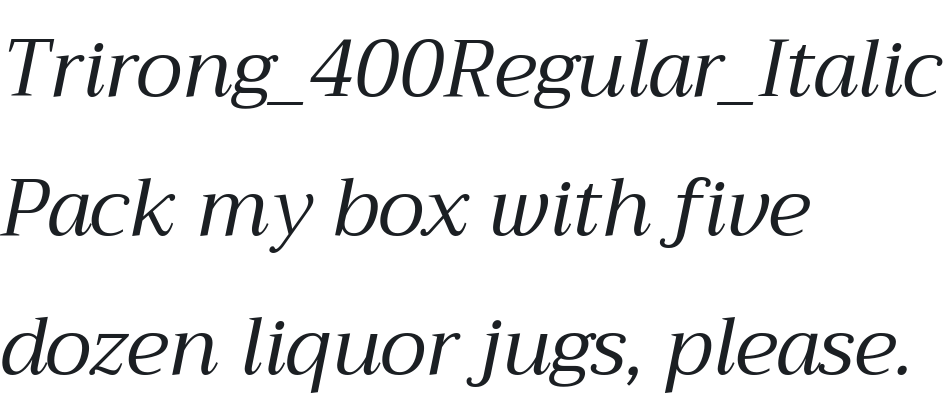 Trirong_400Regular_Italic
Pack my box with five
dozen liquor jugs, please.